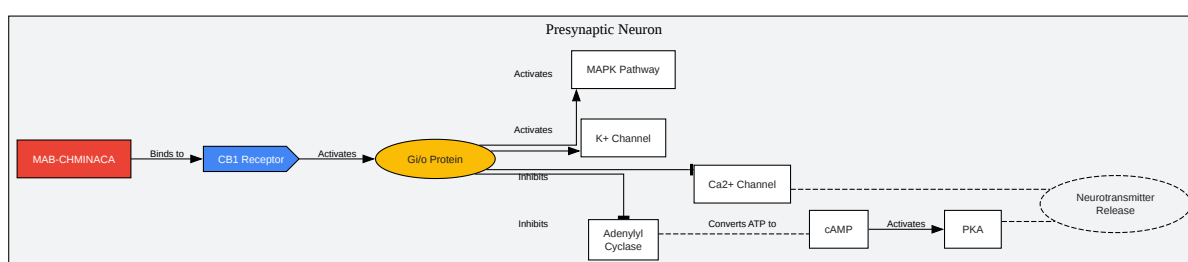 Presynaptic Neuron
Activates
MAPK Pathway
Activates
K+ Channel
MAB-CHMINACA
Binds to
CB1 Receptor
Activates
Gi/o Protein
Inhibits
Ca2+ Channel
Neurotransmitter
Release
Inhibits
Adenylyl
Cyclase
Converts ATP to
cAMP
Activates
PKA